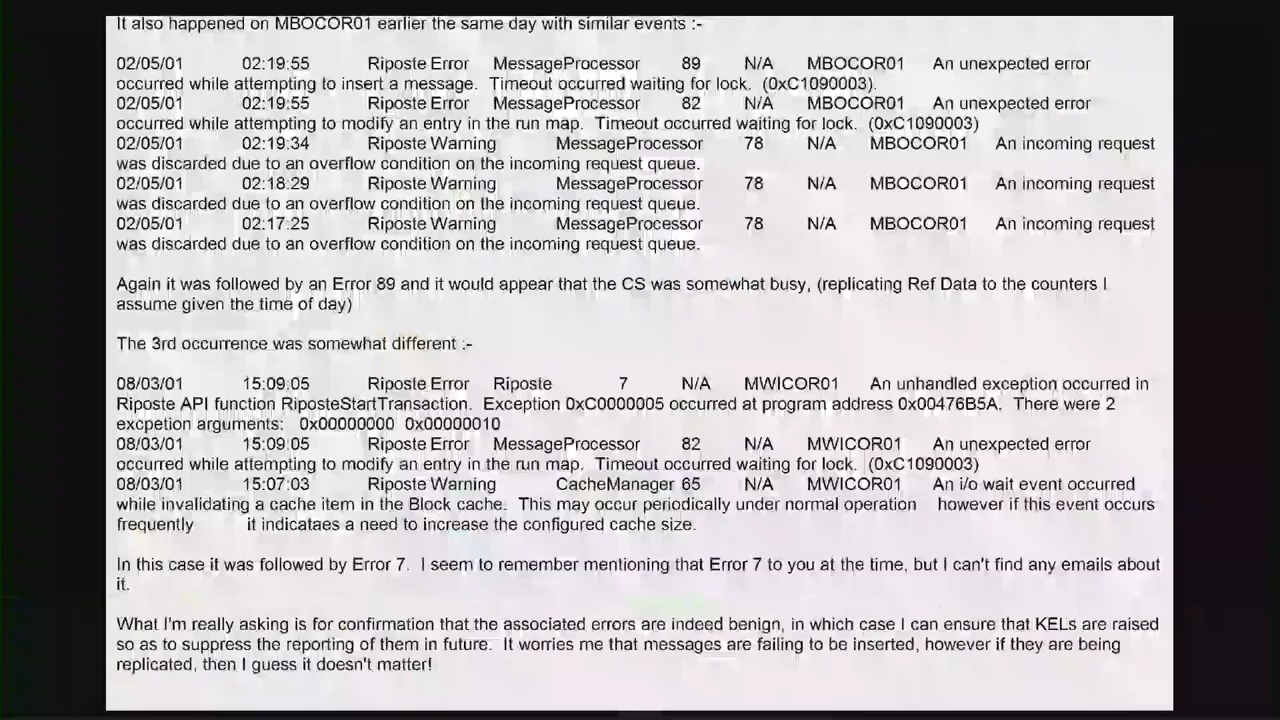 It also happened on MBOCOR01 earlier the same day with similar events :-
02/05/01 02:19:55 Riposte Error MessageProcessor 89 N/A MBOCOR01 An unexpected error
occurred while attempting to insert a message. Timeout occurred waiting for lock. (0xC1090003).
02/05/01 02:19:55 Riposte Error MessageProcessor 82 N/A MBOCOR01 An unexpected error
occurred while attempting to modify an entry in the run map. Timeout occurred waiting for lock. (0xC1090003)
02/05/01 02:19:34 Riposte Warning MessageProcessor 78 N/A MBOCOR01 An incoming request
was discarded due to an overflow condition on the incoming request queue.
02/05/01 02:18:29 Riposte Warning MessageProcessor 78 N/A MBOCOR01 An incoming request
was discarded due to an overflow condition on the incoming request queue.
02/05/01 02:17:25 Riposte Warning MessageProcessor 78 N/A MBOCOR01 An incoming request
was discarded due to an overflow condition on the incoming request queue.
Again it was followed by an Error 89 and it would appear that the CS was somewhat busy, (replicating Ref Data to the counters I
assume given the time of day)
The 3rd occurrence was somewhat different :-
08/03/01 15:09:05 Riposte Error Riposte 7 N/A MWICOR01 An unhandled exception occurred in
Riposte API function RiposteStartTransaction. Exception 0xC0000005 occurred at program address 0x00476B5A. There were 2
excpetion arguments: 0x00000000 0x00000010
08/03/01 15:09:05 Riposte Error MessageProcessor 82 N/A MWICOR01 An unexpected error
occurred while attempting to modify an entry in the run map. Timeout occurred waiting for lock. (0xC1090003)
08/03/01 15:07:03 Riposte Warning CacheManager 65 N/A MWICOR01 An i/o wait event occurred
while invalidating a cache item in the Block cache. This may occur periodically under normal operation however if this event occurs
frequently it indicataes a need to increase the configured cache size.
In this case it was followed by Error 7. I seem to remember mentioning that Error 7 to you at the time, but I can't find any emails about
it.
What I'm really asking is for confirmation that the associated errors are indeed benign, in which case I can ensure that KELs are raised
so as to suppress the reporting of them in future. It worries me that messages are failing to be inserted, however if they are being
replicated, then I guess it doesn't matter!